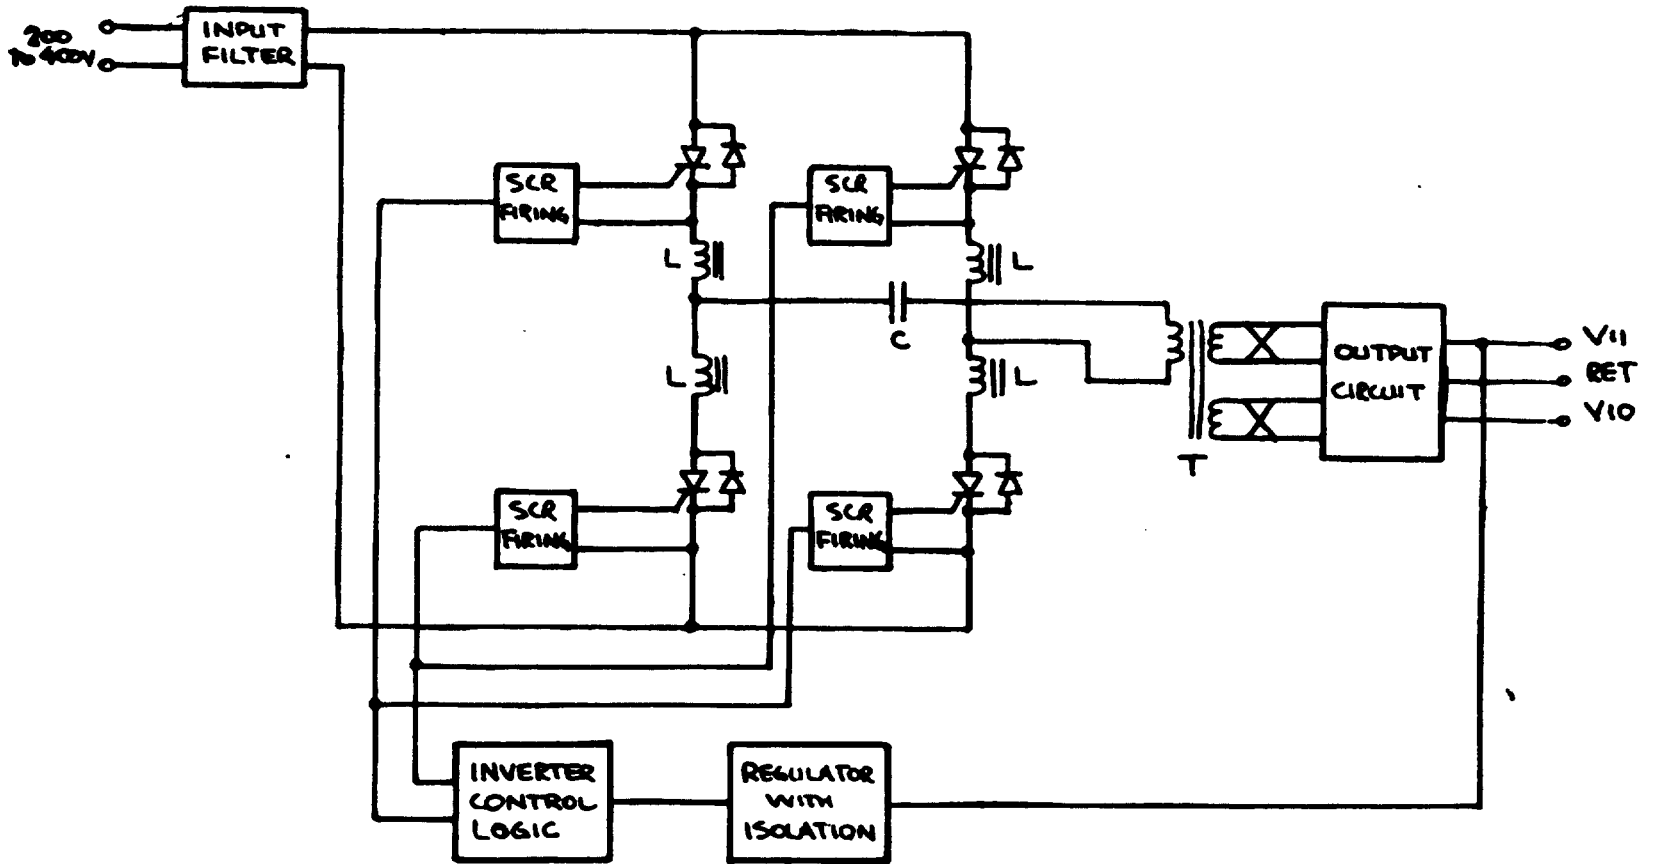 200
TO 400V
INPUT
FILTER
SCR
FIRING
SCR
FIRING
L
L
C
L
L
T
OUTPUT
CIRCUIT
V11
RET
V10
SCR
FIRING
SCR
FIRING
INVERTER
CONTROL
LOGIC
REGULATOR
WITH
ISOLATION